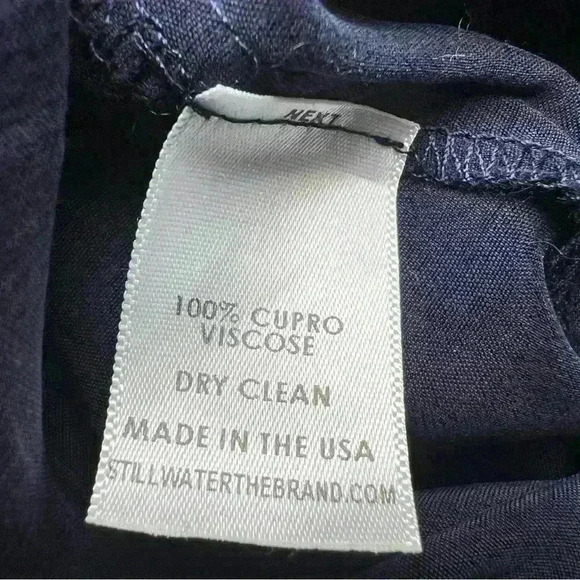 NEXT
100% CUPRO
VISCOSE
DRY CLEAN
MADE IN THE USA
STILLWATERTHEBRAND.COM